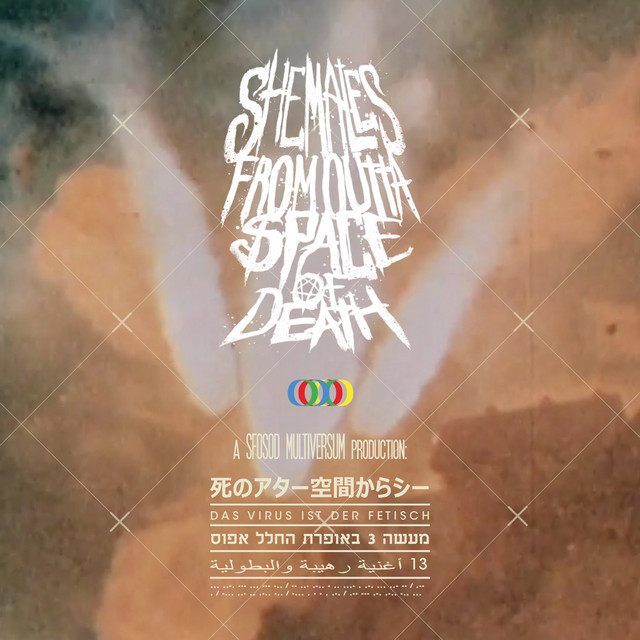 SHEMALES
FROM OUTTA
SPACE
OF
DEATH
A SFOSOD MULTIVERSUM PRODUCTION:
死のアター空間からシー
DAS VIRUS IST DER FETISCH
מעשה 3 באופרת החלל אפוס
13 أغنية رهيبة والبطولية